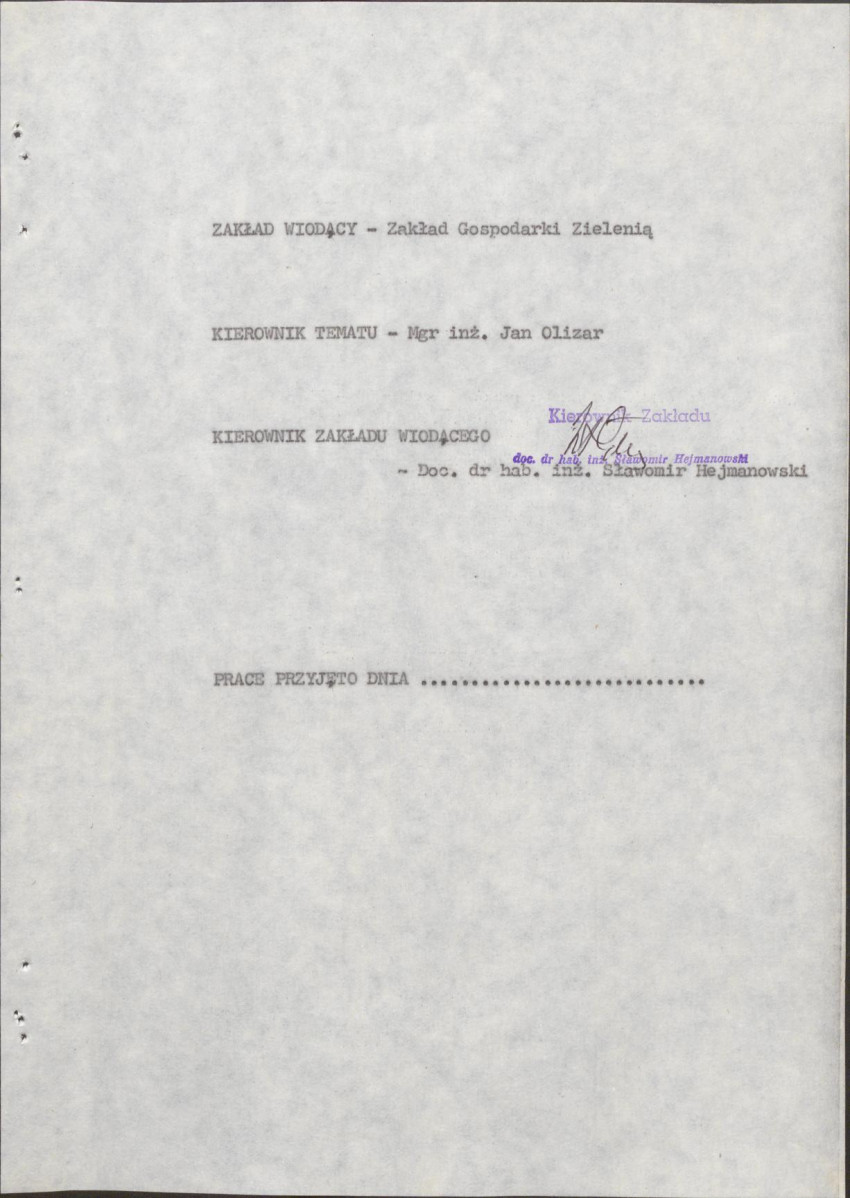 ZAKŁAD WIODĄCY - Zakład Gospodarki Zielenią
KIEROWNIK TEMATU - Mgr inż. Jan Olizar
Kierownik Zakładu
KIEROWNIK ZAKŁADU WIODĄCEGO
doc. dr hab. inż. Sławomir Hejmanowski
- Doc. dr hab. inż. Sławomir Hejmanowski
PRACE PRZYJĘTO DNIA ............................